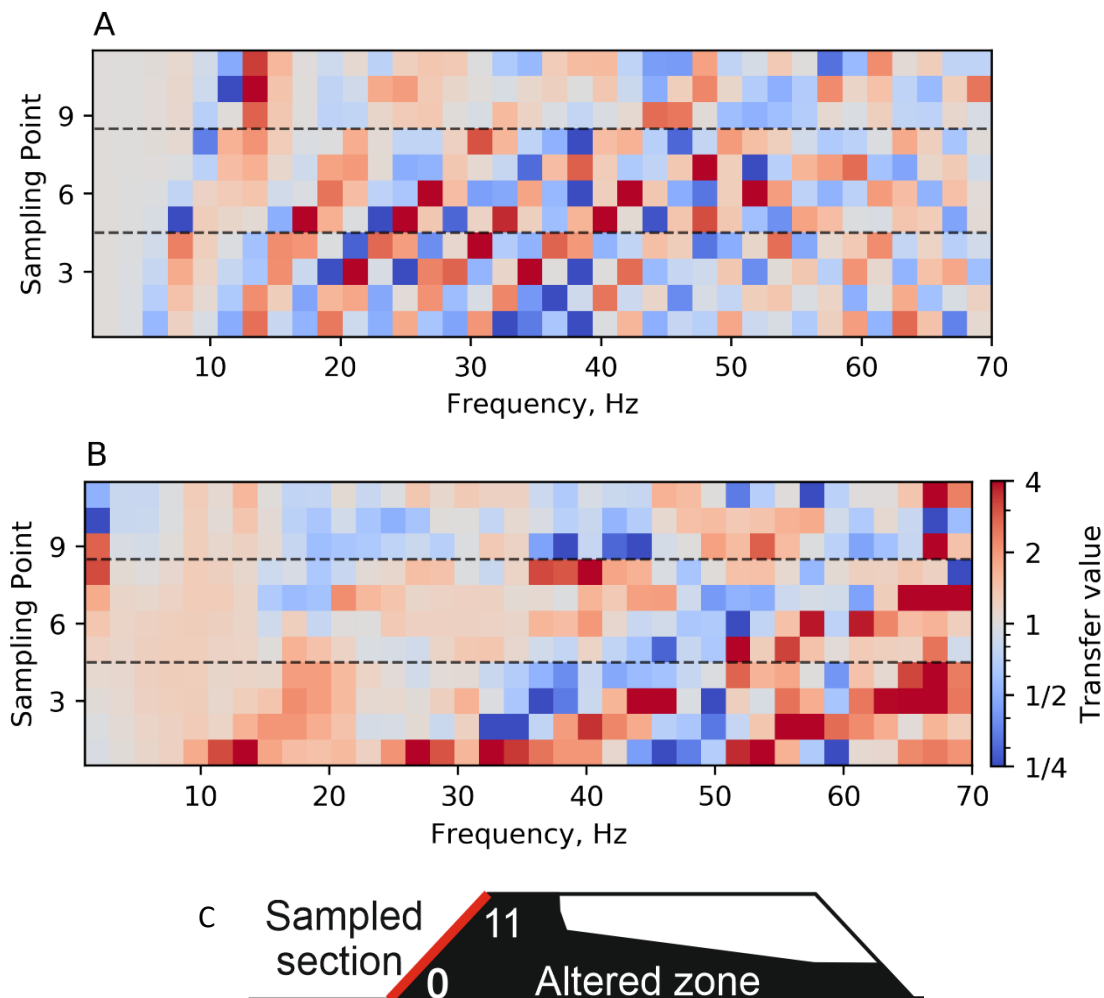 A
Sampling Point
9
6
3
10 20 30 40 50 60 70
Frequency, Hz
B
Sampling Point
9
6
3
10 20 30 40 50 60 70
Frequency, Hz
4
2
1
1/2
1/4
Transfer value
C
Sampled
section
11
0
Altered zone